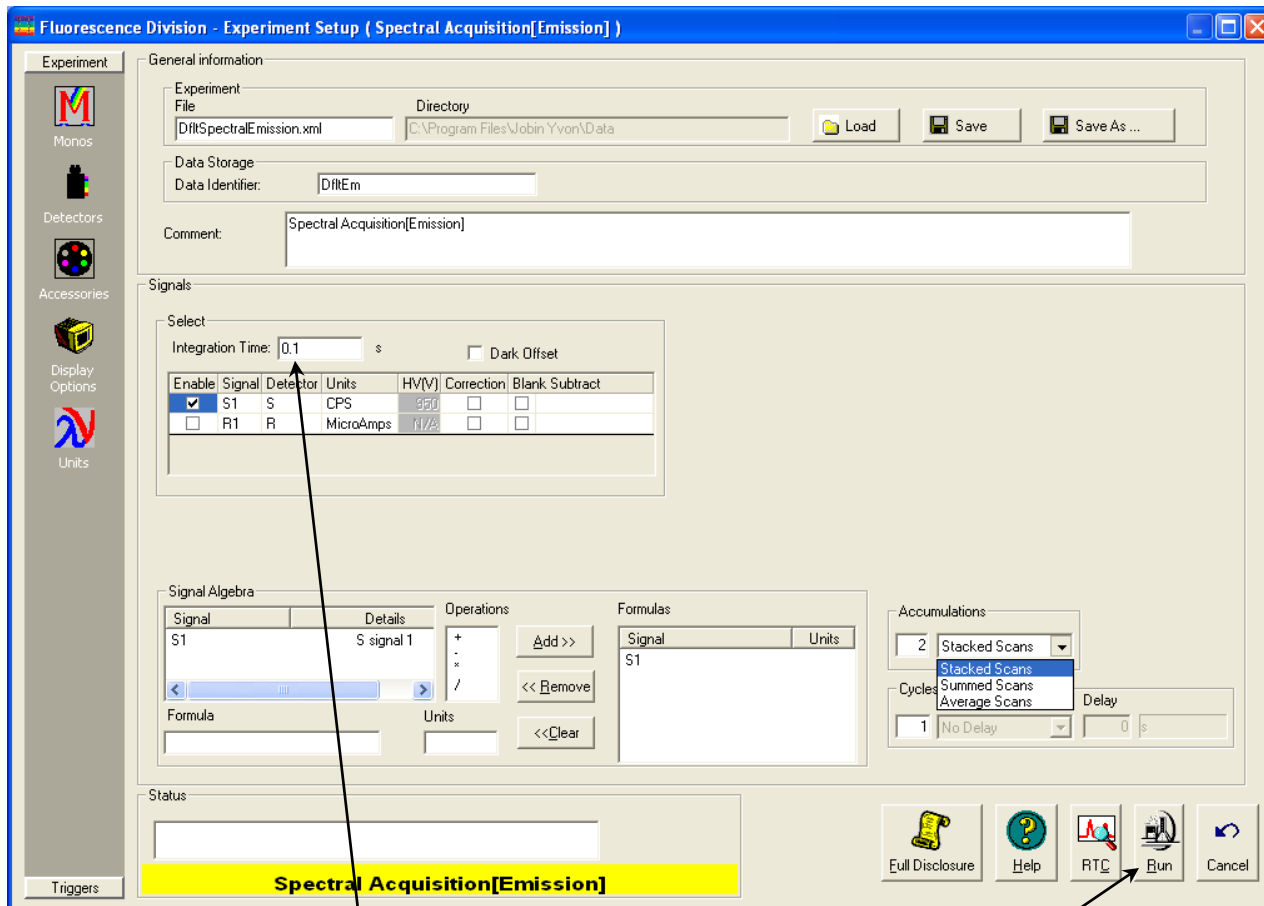 Fluorescence Division - Experiment Setup ( Spectral Acquisition[Emission] )
Experiment
Monos
Detectors
Accessories
Display
Options
Units
Triggers
General information
Experiment
File
Directory
DfltSpectralEmission.xml
C:\Program Files\Jobin Yvon\Data
Load
Save
Save As ...
Data Storage
Data Identifier:
DfltEm
Comment:
Spectral Acquisition[Emission]
Signals
Select
Integration Time: 0.1 s
Dark Offset
Enable Signal Detector Units HV(V) Correction Blank Subtract
S1 S CPS 950
R1 R MicroAmps N/A
Signal Algebra
Signal Details
S1 S signal 1
Operations
+
-
*
/
Add >>
<< Remove
<<Clear
Formula
Units
Formulas
Signal Units
S1
Accumulations
2 Stacked Scans
Stacked Scans
Summed Scans
Average Scans
Cycles
Delay
1 No Delay 0 s
Status
Spectral Acquisition[Emission]
Full Disclosure
Help
RTC
Run
Cancel